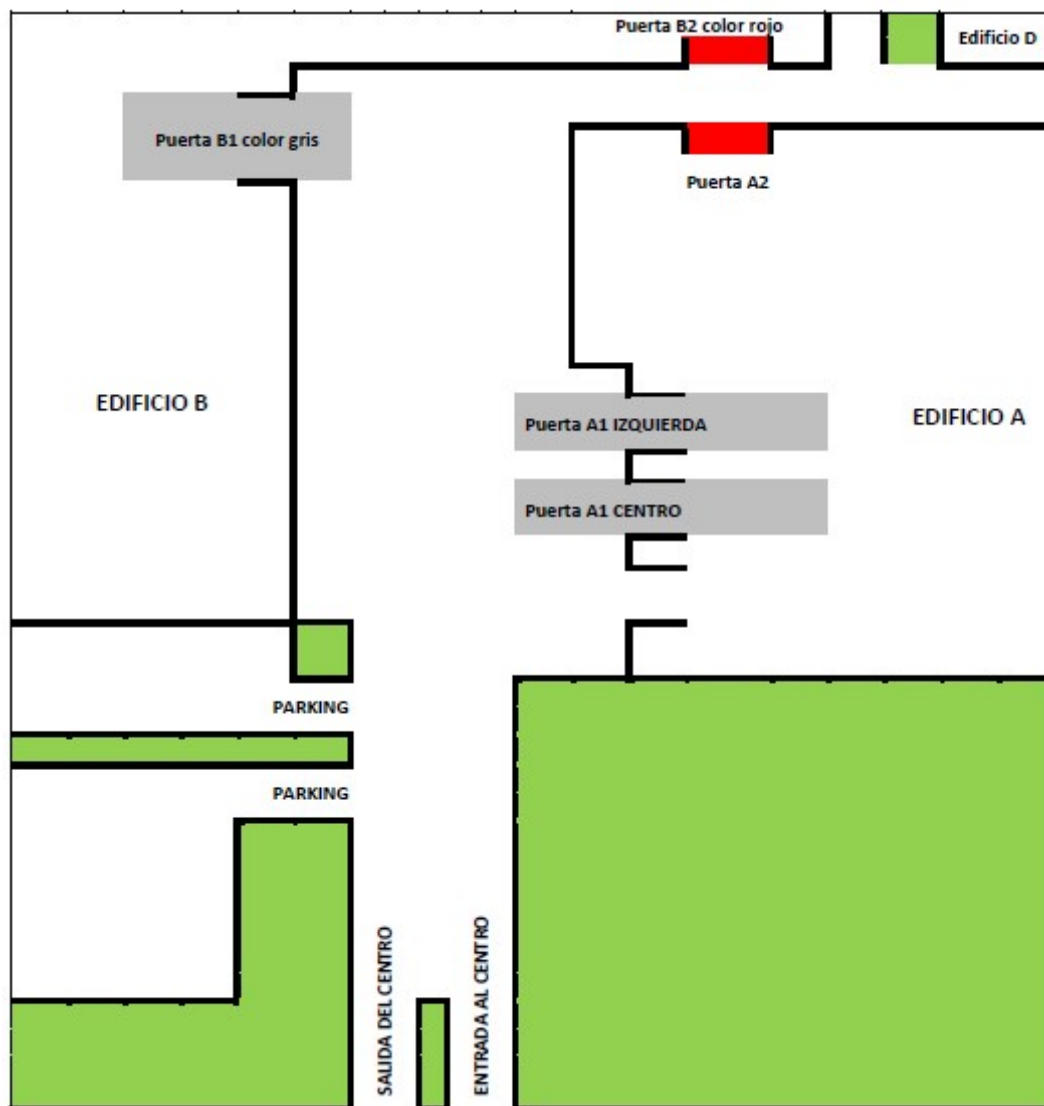 Puerta B2 color rojo
Edificio D
Puerta B1 color gris
Puerta A2
EDIFICIO B
EDIFICIO A
Puerta A1 IZQUIERDA
Puerta A1 CENTRO
PARKING
PARKING
SALIDA DEL CENTRO
ENTRADA AL CENTRO